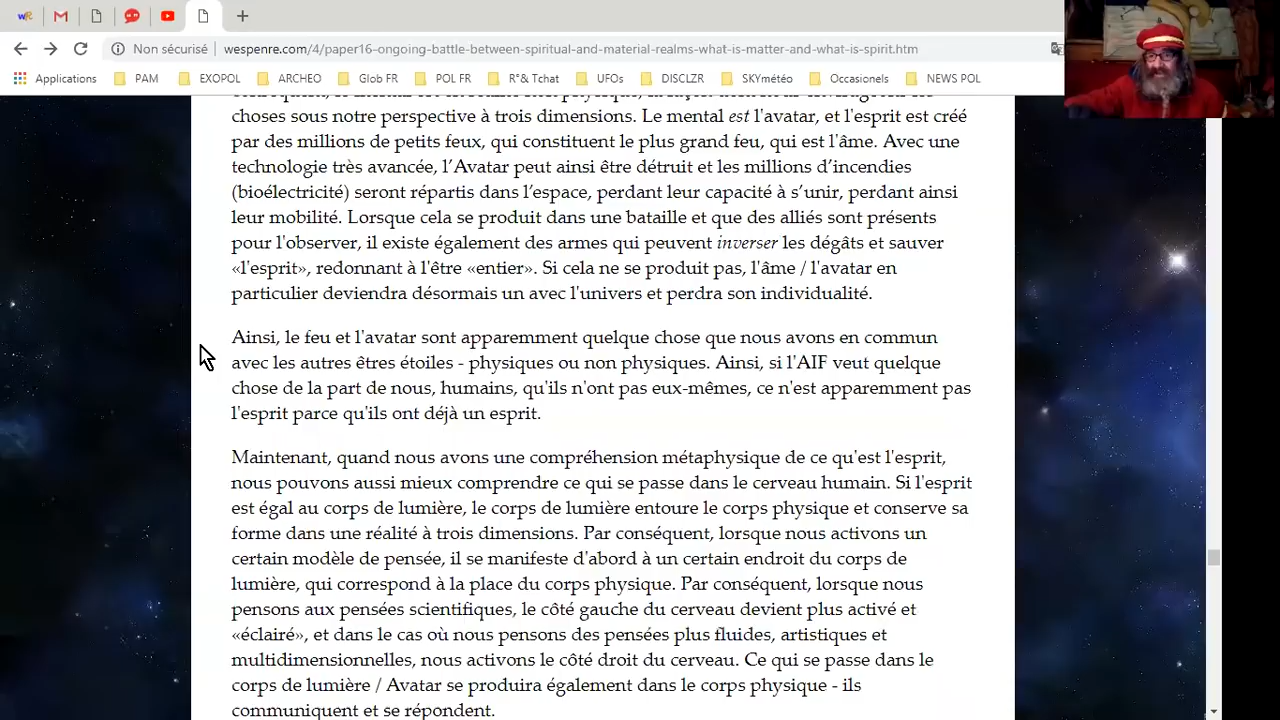 Non sécurisé
wespenre.com/4/paper16-ongoing-battle-between-spiritual-and-material-realms-what-is-matter-and-what-is-spirit.htm
Applications PAM EXOPOL ARCHEO Glob FR POL FR R°& Tchat UFOs DISCLZR SKYmétéo Occasionels NEWS POL
choses sous notre perspective à trois dimensions. Le mental est l'avatar, et l'esprit est créé
par des millions de petits feux, qui constituent le plus grand feu, qui est l'âme. Avec une
technologie très avancée, l'Avatar peut ainsi être détruit et les millions d'incendies
(bioélectricité) seront répartis dans l'espace, perdant leur capacité à s'unir, perdant ainsi
leur mobilité. Lorsque cela se produit dans une bataille et que des alliés sont présents
pour l'observer, il existe également des armes qui peuvent inverser les dégâts et sauver
«l'esprit», redonnant à l'être «entier». Si cela ne se produit pas, l'âme / l'avatar en
particulier deviendra désormais un avec l'univers et perdra son individualité.
Ainsi, le feu et l'avatar sont apparemment quelque chose que nous avons en commun
avec les autres êtres étoiles - physiques ou non physiques. Ainsi, si l'AIF veut quelque
chose de la part de nous, humains, qu'ils n'ont pas eux-mêmes, ce n'est apparemment pas
l'esprit parce qu'ils ont déjà un esprit.
Maintenant, quand nous avons une compréhension métaphysique de ce qu'est l'esprit,
nous pouvons aussi mieux comprendre ce qui se passe dans le cerveau humain. Si l'esprit
est égal au corps de lumière, le corps de lumière entoure le corps physique et conserve sa
forme dans une réalité à trois dimensions. Par conséquent, lorsque nous activons un
certain modèle de pensée, il se manifeste d'abord à un certain endroit du corps de
lumière, qui correspond à la place du corps physique. Par conséquent, lorsque nous
pensons aux pensées scientifiques, le côté gauche du cerveau devient plus activé et
«éclairé», et dans le cas où nous pensons des pensées plus fluides, artistiques et
multidimensionnelles, nous activons le côté droit du cerveau. Ce qui se passe dans le
corps de lumière / Avatar se produira également dans le corps physique - ils
communiquent et se répondent.